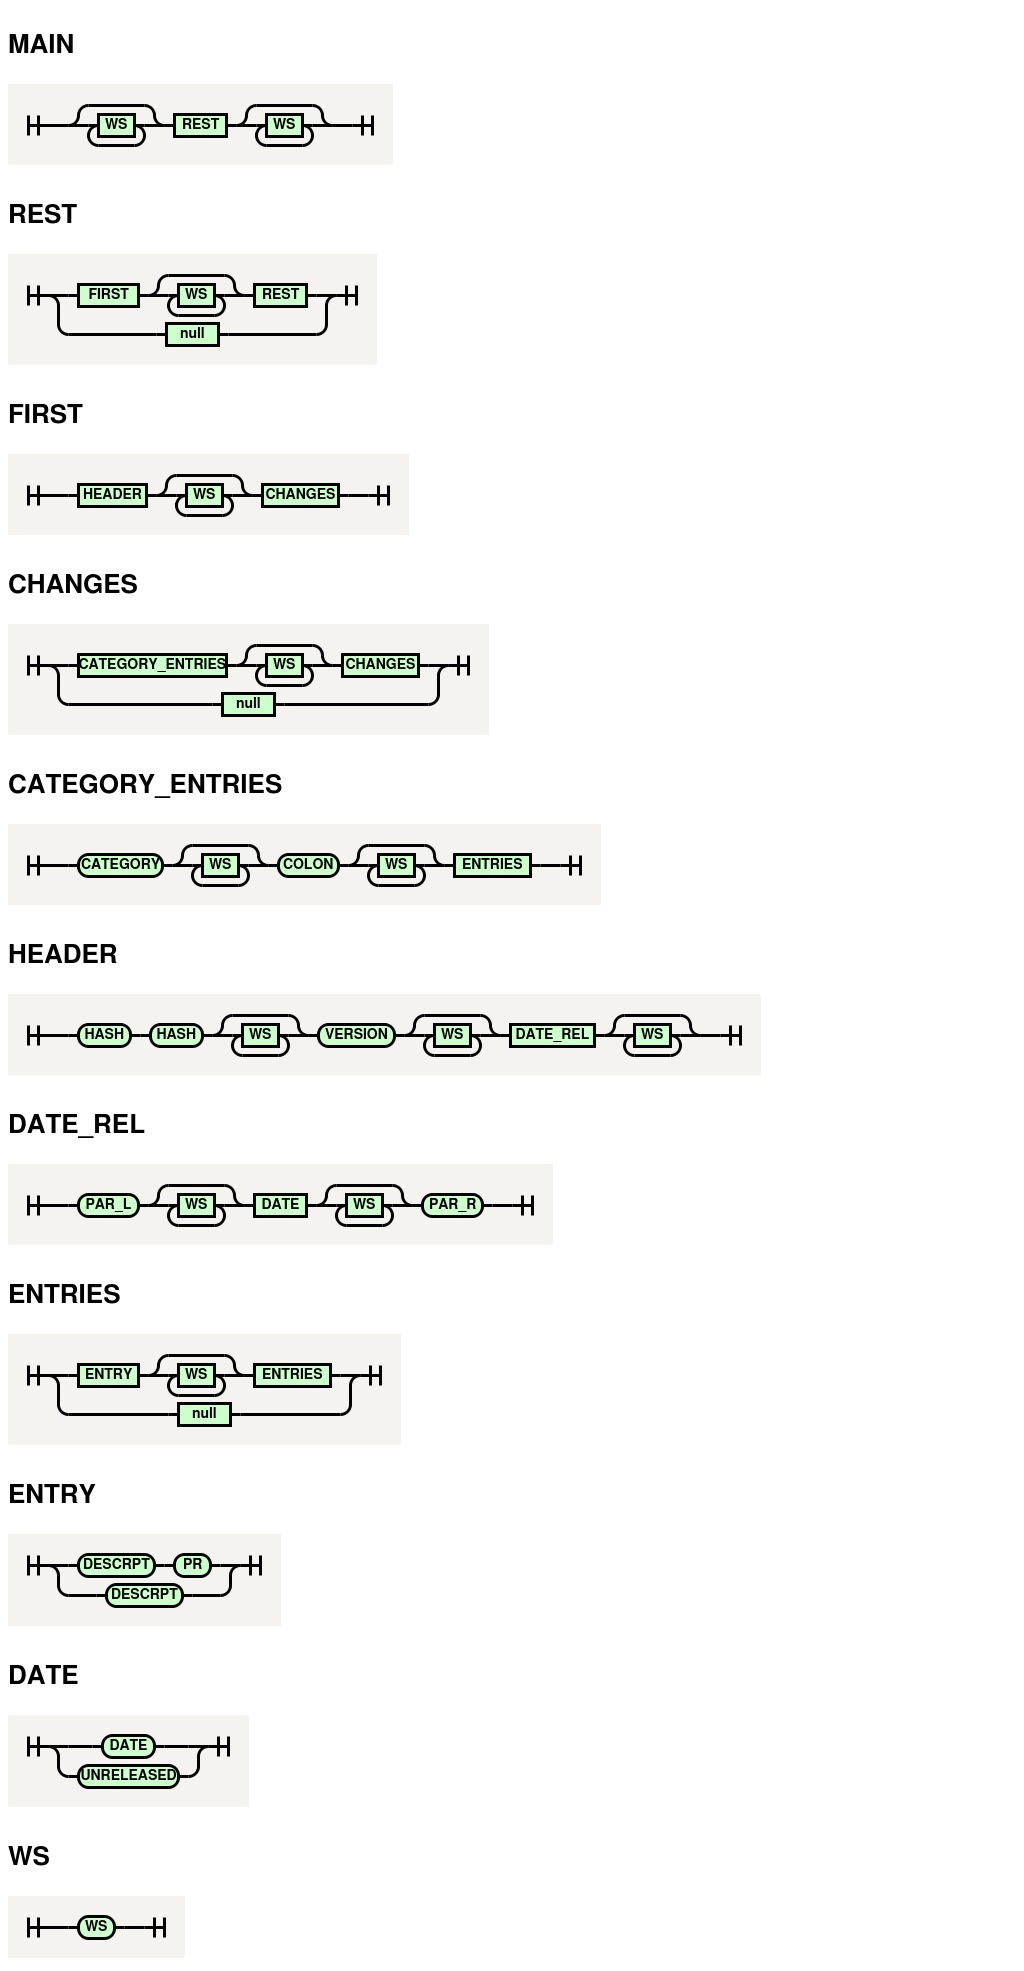 MAIN
WS REST WS
REST
FIRST WS REST
null
FIRST
HEADER WS CHANGES
CHANGES
CATEGORY_ENTRIES WS CHANGES
null
CATEGORY_ENTRIES
CATEGORY WS COLON WS ENTRIES
HEADER
HASH HASH WS VERSION WS DATE_REL WS
DATE_REL
PAR_L WS DATE WS PAR_R
ENTRIES
ENTRY WS ENTRIES
null
ENTRY
DESCRPT PR
DESCRPT
DATE
DATE
UNRELEASED
WS
WS